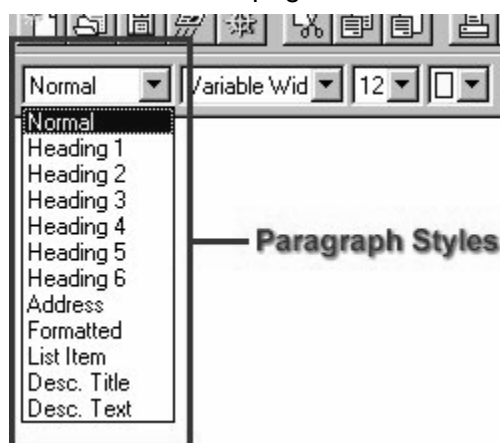 Normal Variable Wid 12
Normal
Heading 1
Heading 2
Heading 3
Heading 4
Heading 5
Heading 6
Address
Formatted
List Item
Desc. Title
Desc. Text
Paragraph Styles